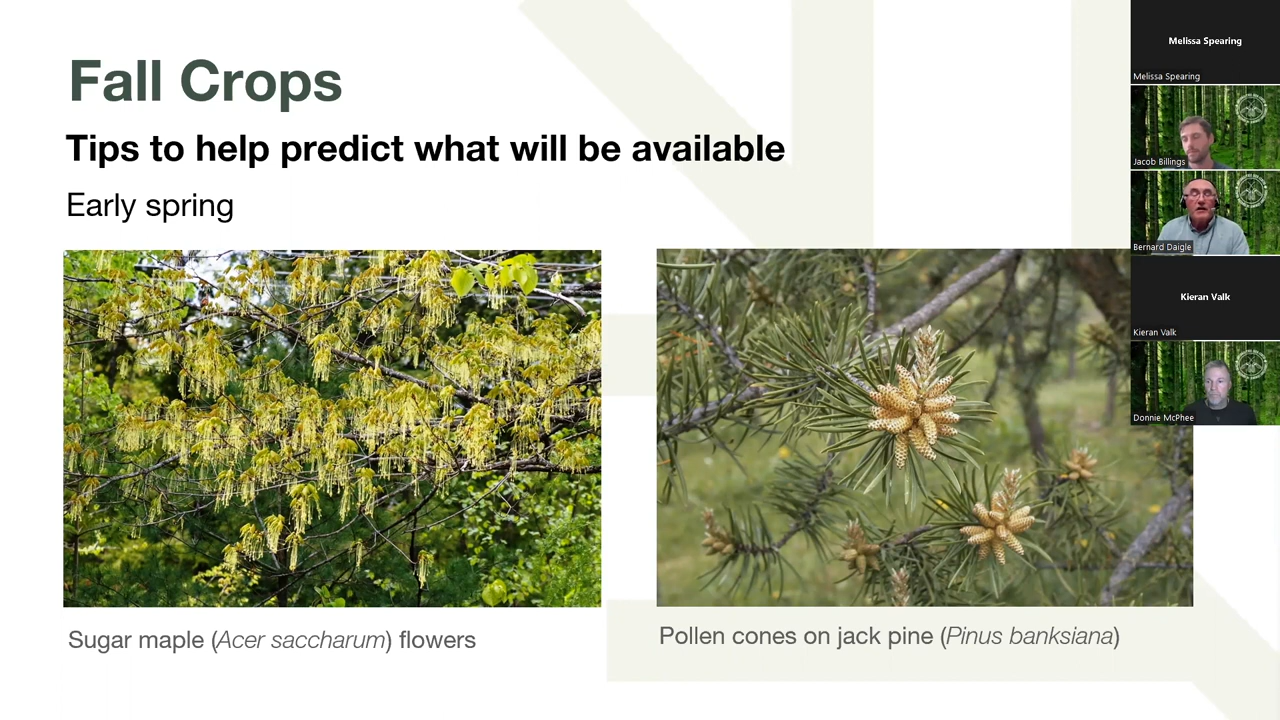 Fall Crops
Tips to help predict what will be available
Early spring
Sugar maple (Acer saccharum) flowers
Pollen cones on jack pine (Pinus banksiana)
Melissa Spearing
Melissa Spearing
Jacob Billings
Bernard Daigle
Kieran Valk
Kieran Valk
Donnie McPhee